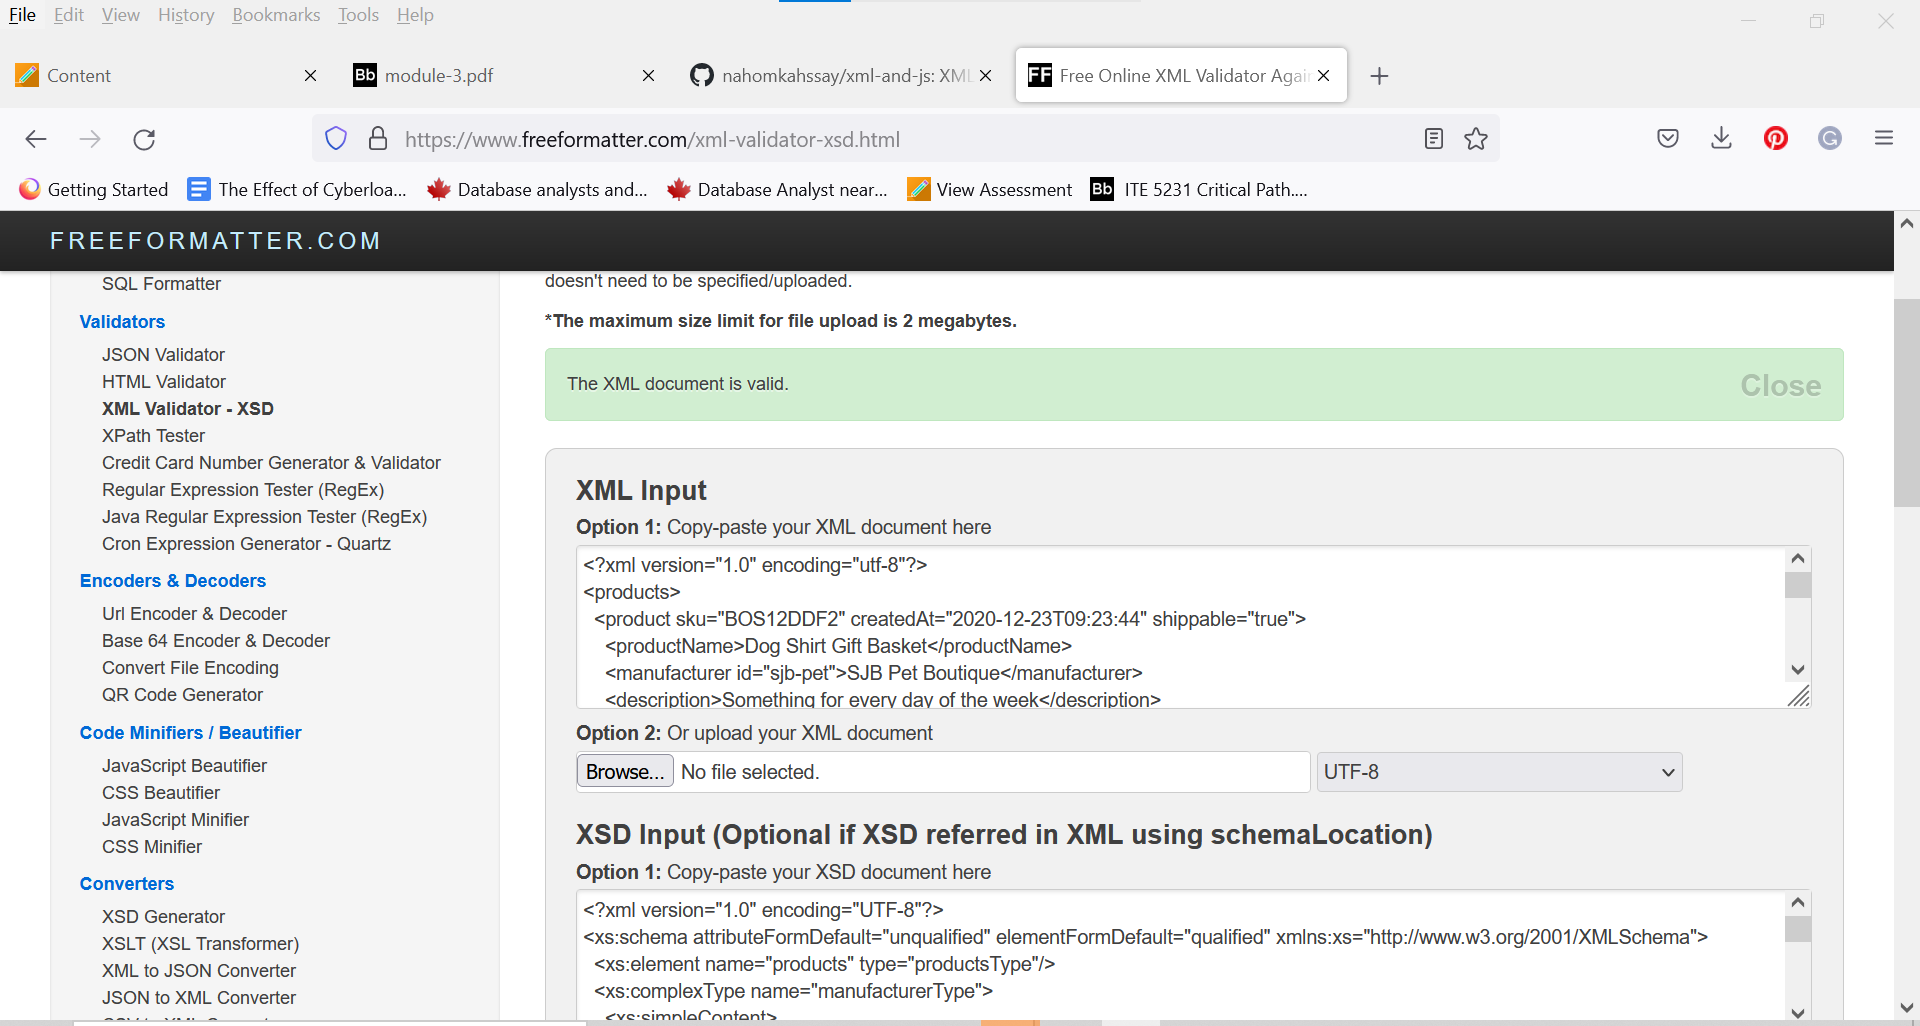 File Edit View History Bookmarks Tools Help
Content
Bb module-3.pdf
nahomkahssay/xml-and-js: XML
FF Free Online XML Validator Again
https://www.freeformatter.com/xml-validator-xsd.html
Getting Started The Effect of Cyberloa... Database analysts and... Database Analyst near... View Assessment Bb ITE 5231 Critical Path....
FREEFORMATTER.COM
SQL Formatter
Validators
JSON Validator
HTML Validator
XML Validator - XSD
XPath Tester
Credit Card Number Generator & Validator
Regular Expression Tester (RegEx)
Java Regular Expression Tester (RegEx)
Cron Expression Generator - Quartz
Encoders & Decoders
Url Encoder & Decoder
Base 64 Encoder & Decoder
Convert File Encoding
QR Code Generator
Code Minifiers / Beautifier
JavaScript Beautifier
CSS Beautifier
JavaScript Minifier
CSS Minifier
Converters
XSD Generator
XSLT (XSL Transformer)
XML to JSON Converter
JSON to XML Converter
doesn't need to be specified/uploaded.
*The maximum size limit for file upload is 2 megabytes.
The XML document is valid.
Close
XML Input
Option 1: Copy-paste your XML document here
<?xml version="1.0" encoding="utf-8"?>
<products>
<product sku="BOS12DDF2" createdAt="2020-12-23T09:23:44" shippable="true">
<productName>Dog Shirt Gift Basket</productName>
<manufacturer id="sjb-pet">SJB Pet Boutique</manufacturer>
<description>Something for every day of the week</description>
Option 2: Or upload your XML document
Browse... No file selected.
UTF-8
XSD Input (Optional if XSD referred in XML using schemaLocation)
Option 1: Copy-paste your XSD document here
<?xml version="1.0" encoding="UTF-8"?>
<xs:schema attributeFormDefault="unqualified" elementFormDefault="qualified" xmlns:xs="http://www.w3.org/2001/XMLSchema">
<xs:element name="products" type="productsType"/>
<xs:complexType name="manufacturerType">
<xs:simpleContent>